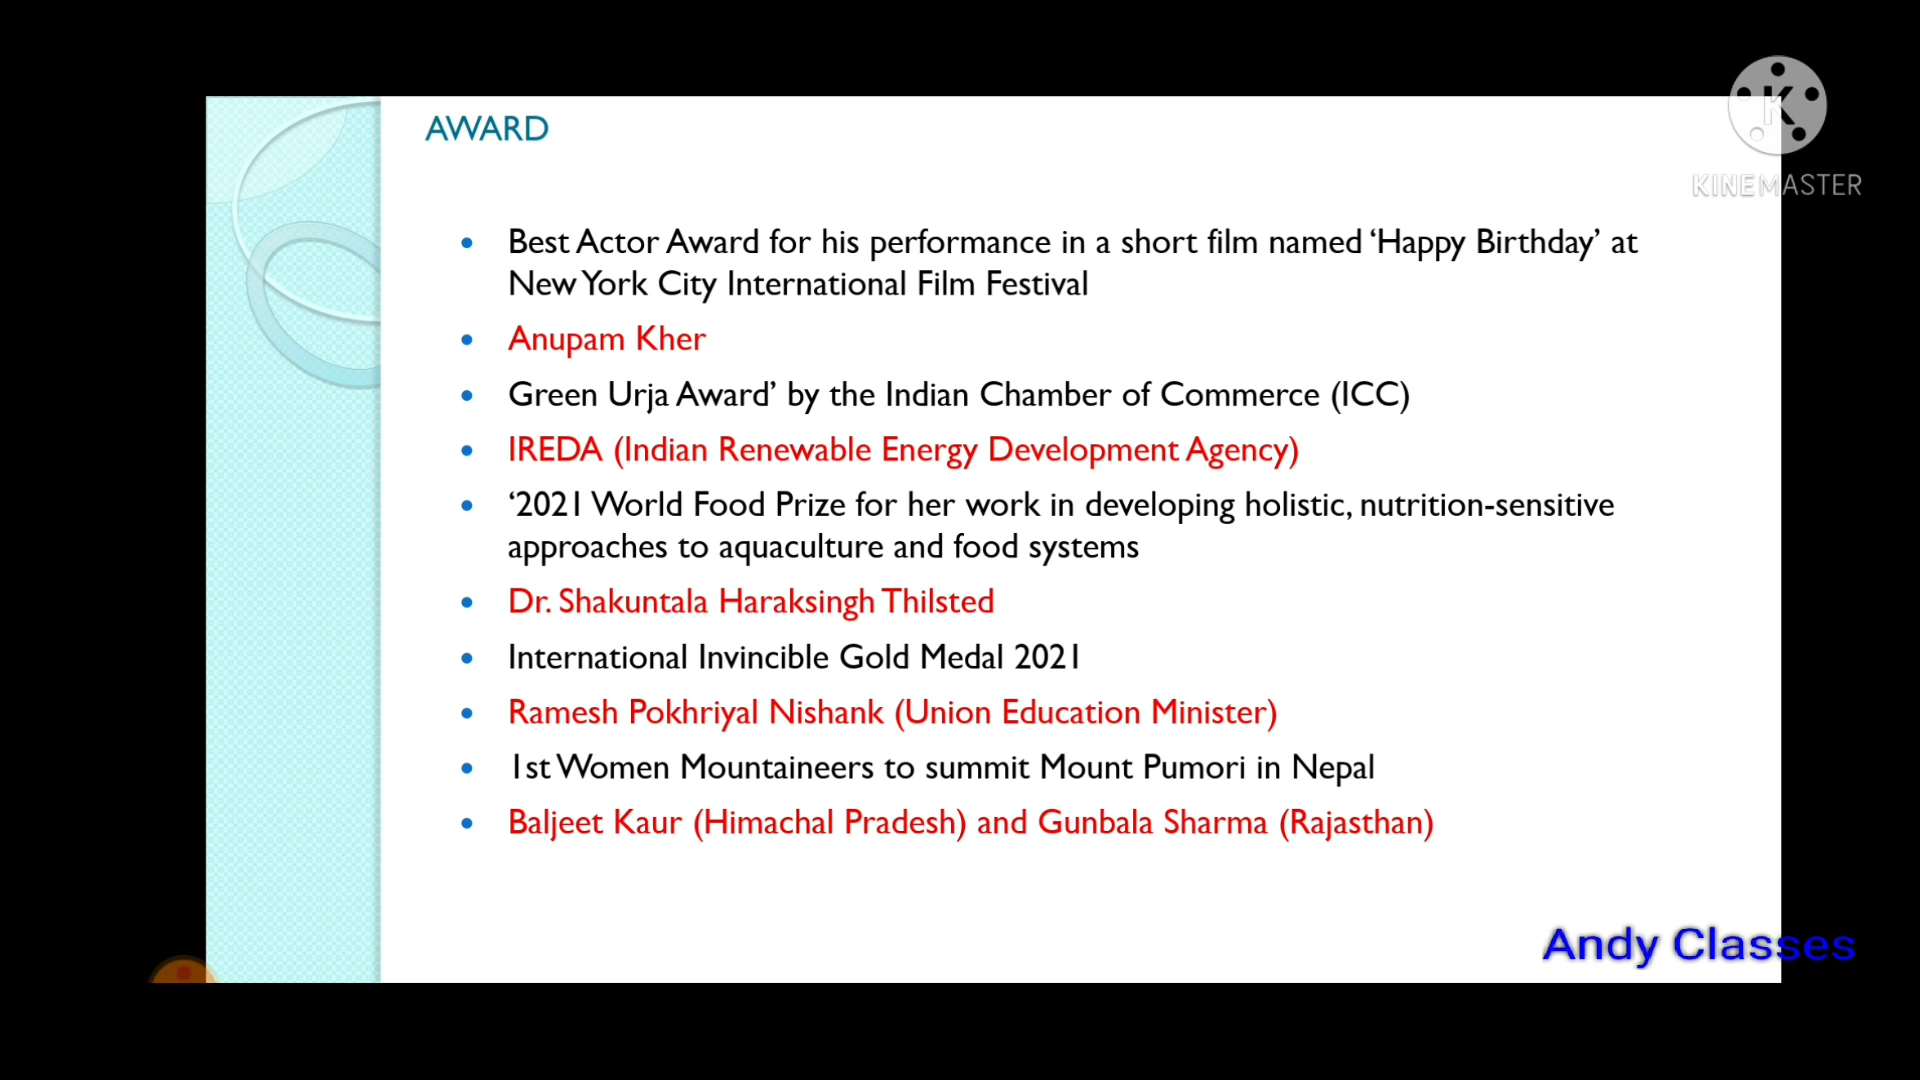 AWARD
K
KINEMASTER
• Best Actor Award for his performance in a short film named ‘Happy Birthday’ at
New York City International Film Festival
• Anupam Kher
• Green Urja Award’ by the Indian Chamber of Commerce (ICC)
• IREDA (Indian Renewable Energy Development Agency)
• ‘2021 World Food Prize for her work in developing holistic, nutrition-sensitive
approaches to aquaculture and food systems
• Dr. Shakuntala Haraksingh Thilsted
• International Invincible Gold Medal 2021
• Ramesh Pokhriyal Nishank (Union Education Minister)
• 1st Women Mountaineers to summit Mount Pumori in Nepal
• Baljeet Kaur (Himachal Pradesh) and Gunbala Sharma (Rajasthan)
Andy Classes